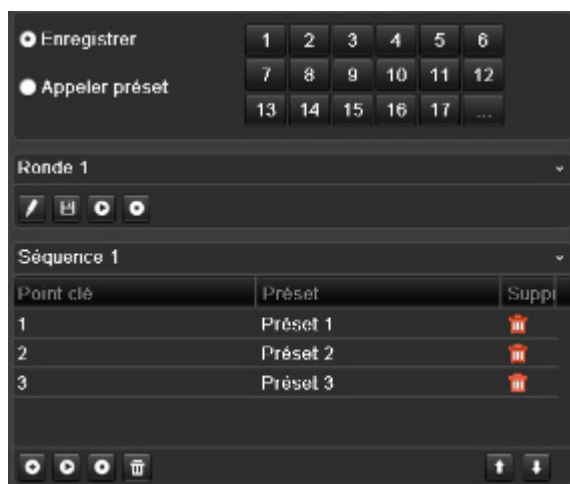 Enregistrer
1 2 3 4 5 6
Appeler préset
7 8 9 10 11 12
13 14 15 16 17 ...
Ronde 1
Séquence 1
Point clé Préset Suppr
1 Préset 1
2 Préset 2
3 Préset 3